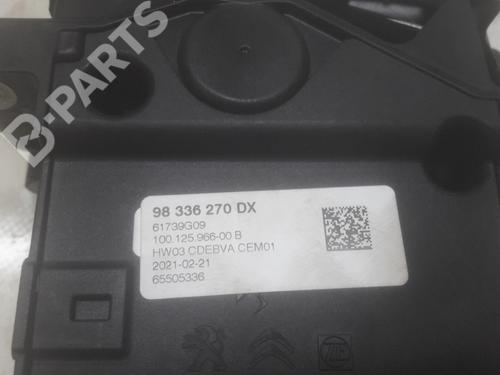 B-PARTS
98 336 270 DX
61739G09
100.125.966-00 B
HW03 CDEBVA CEM01
2021-02-21
65505336